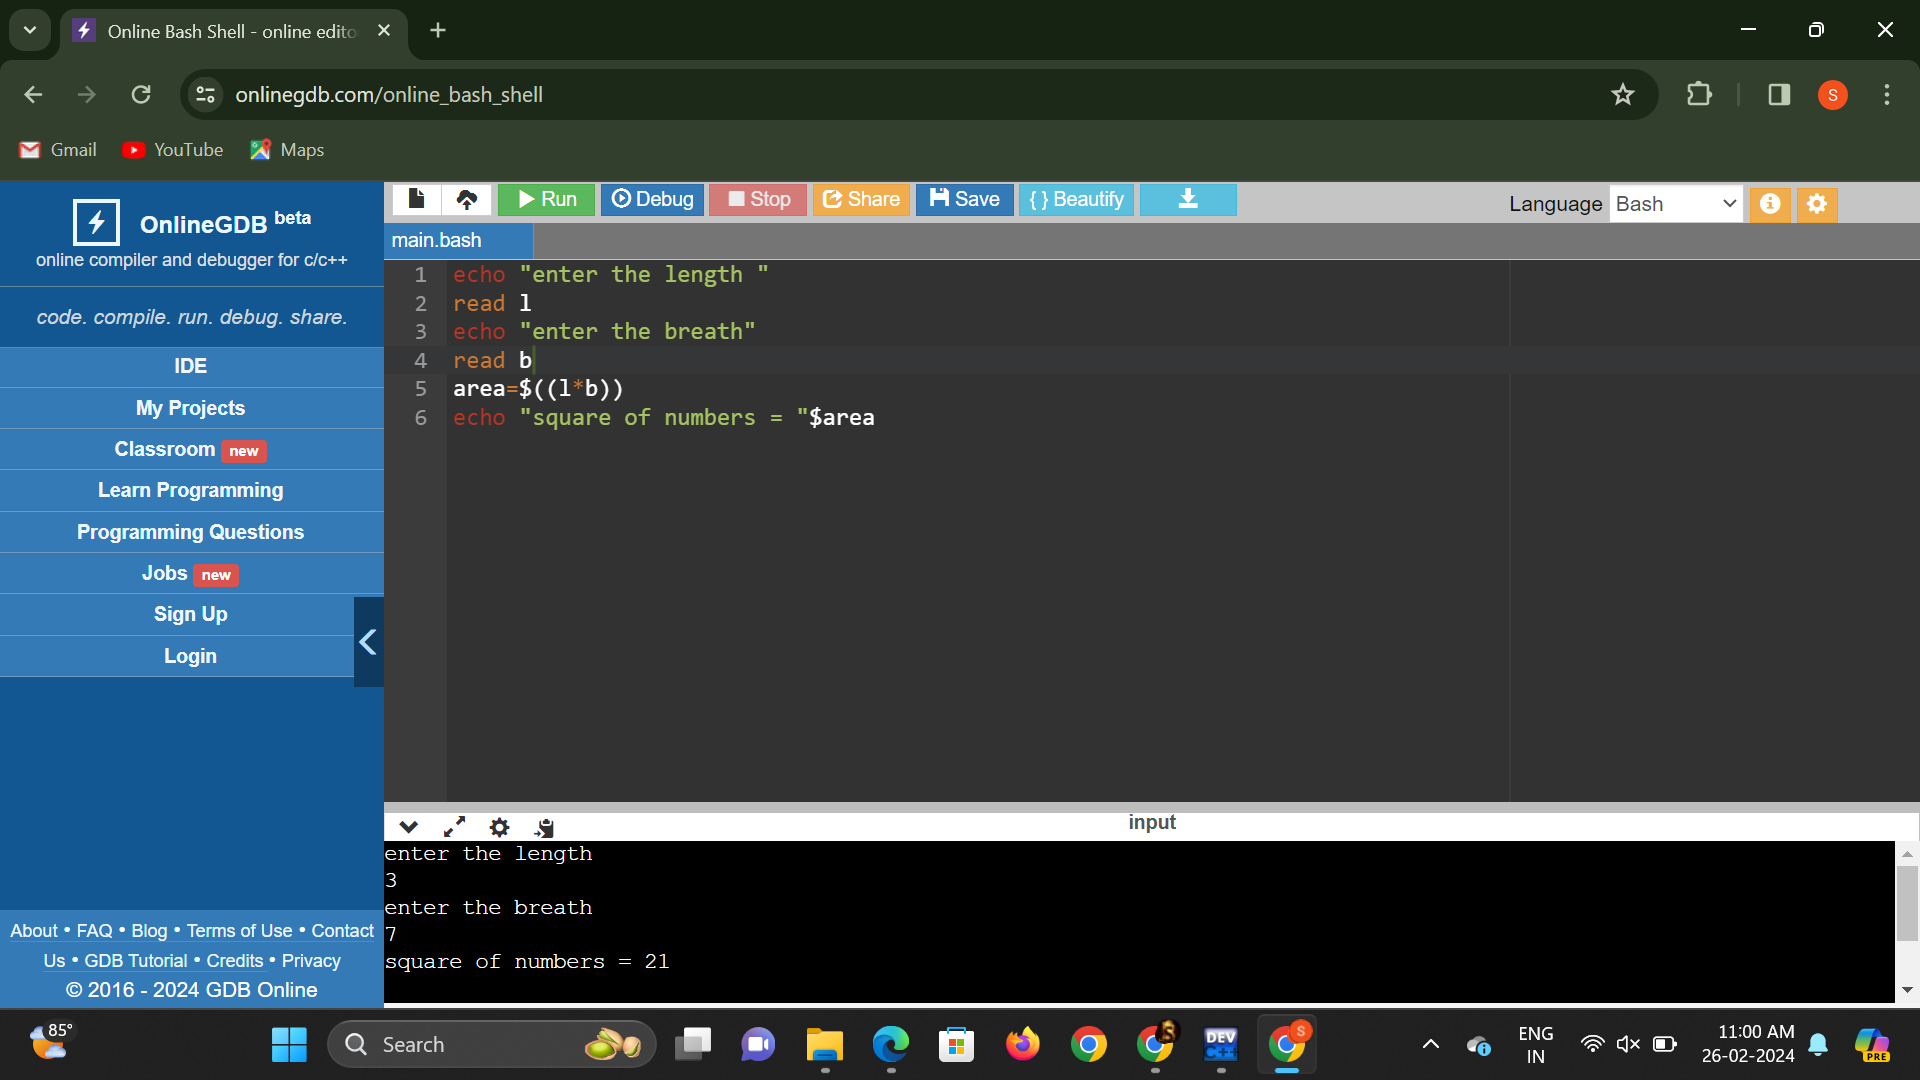 Online Bash Shell - online edito
onlinegdb.com/online_bash_shell
S
Gmail YouTube Maps
OnlineGDB beta
online compiler and debugger for c/c++
code. compile. run. debug. share.
IDE
My Projects
Classroom new
Learn Programming
Programming Questions
Jobs new
Sign Up
Login
About • FAQ • Blog • Terms of Use • Contact
Us • GDB Tutorial • Credits • Privacy
© 2016 - 2024 GDB Online
Run Debug Stop Share Save { } Beautify
Language Bash
main.bash
1 echo "enter the length "
2 read l
3 echo "enter the breath"
4 read b
5 area=$((l*b))
6 echo "square of numbers = "$area
input
enter the length
3
enter the breath
7
square of numbers = 21
85°
Search
DEV
C++
S
S
ENG
IN
11:00 AM
26-02-2024
PRE